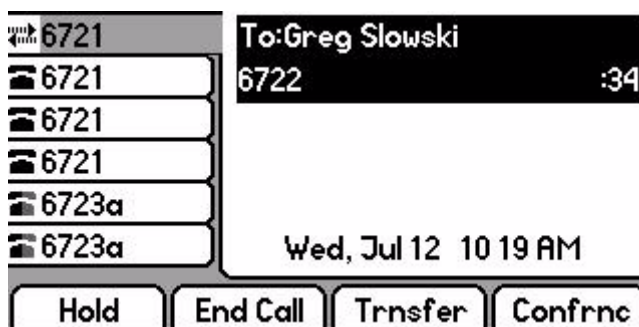 6721
6721
6721
6721
6723a
6723a
To:Greg Slowski
6722 :34
Wed, Jul 12 10 19 AM
Hold End Call Trnsfer Confrnc